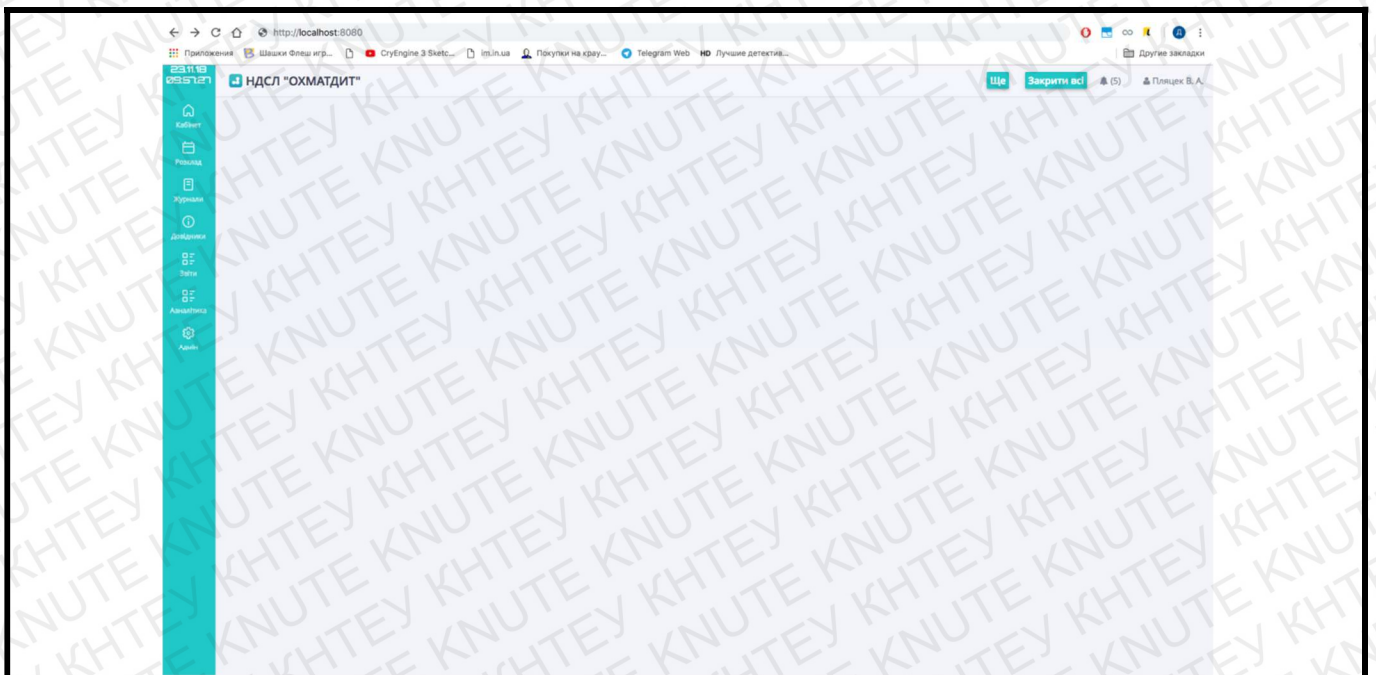 http://localhost:8080
Приложения Шашки Флеш игр... CryEngine 3 Sketc... im.in.ua Покупки на крау... Telegram Web HD Лучшие детектив... Другие закладки
23.11.18
09:57:27
НДСЛ "ОХМАТДИТ" Ще Закрити всі (5) Пляцек В. А.
Кабінет
Розклад
Журнали
Довідники
Звіти
Аналітика
Адмін